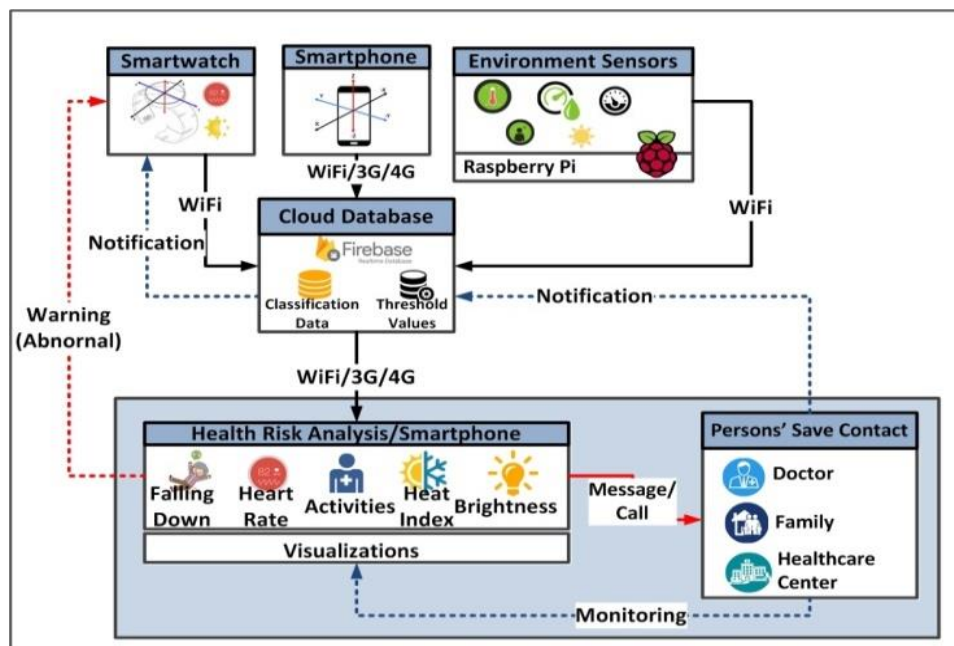 Smartwatch
Smartphone
Environment Sensors
Raspberry Pi
WiFi/3G/4G
WiFi
WiFi
Cloud Database
Notification
Firebase
Realtime Database
Classification
Data
Threshold
Values
Notification
Warning
(Abnornal)
WiFi/3G/4G
Health Risk Analysis/Smartphone
Falling
Down
Heart
Rate
Activities
Heat
Index
Brightness
Visualizations
Message/
Call
Persons' Save Contact
Doctor
Family
Healthcare
Center
Monitoring